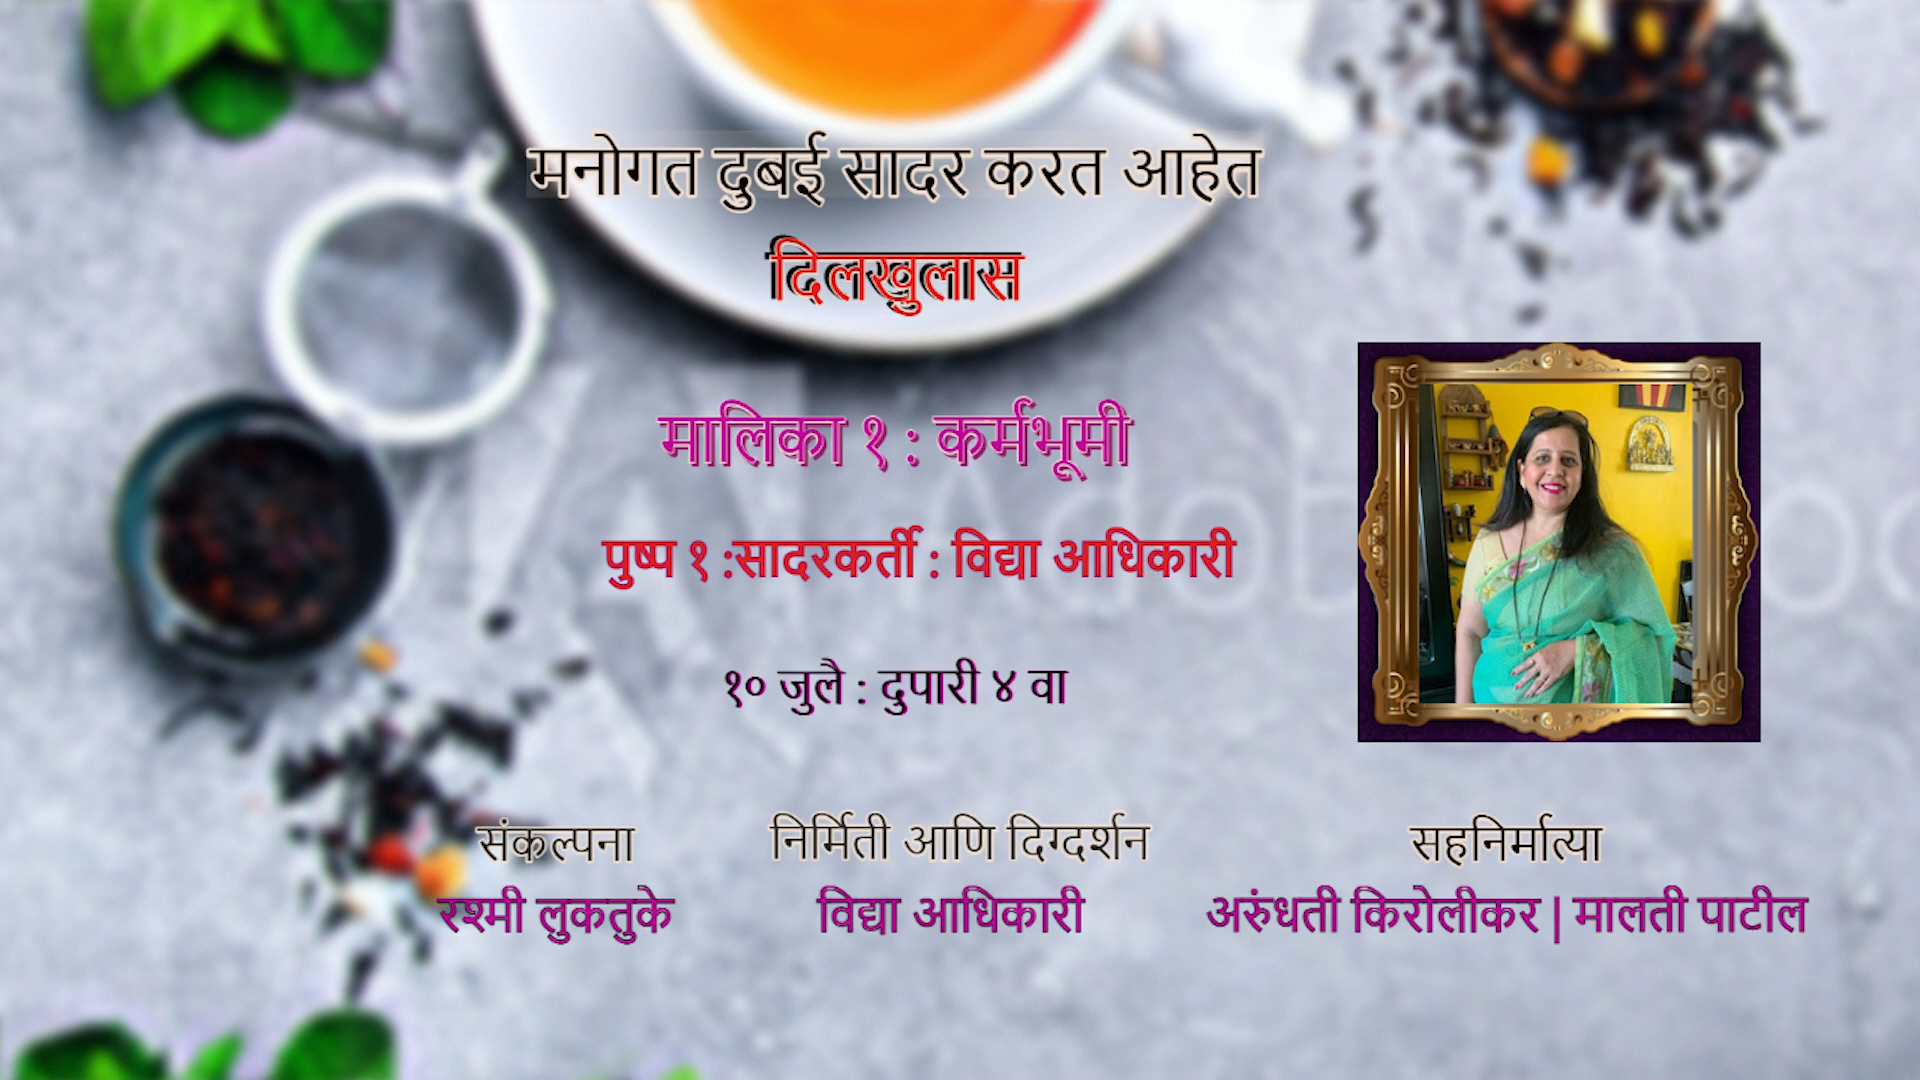 मनोगत दुबई सादर करत आहेत
दिलखुलास
मालिका १ : कर्मभूमी
पुष्प १ :सादरकर्ती : विद्या आधिकारी
१० जुलै : दुपारी ४ वा
संकल्पना
रश्मी लुकतुके
निर्मिती आणि दिग्दर्शन
विद्या आधिकारी
सहनिर्मात्या
अरुंधती किरोलीकर | मालती पाटील